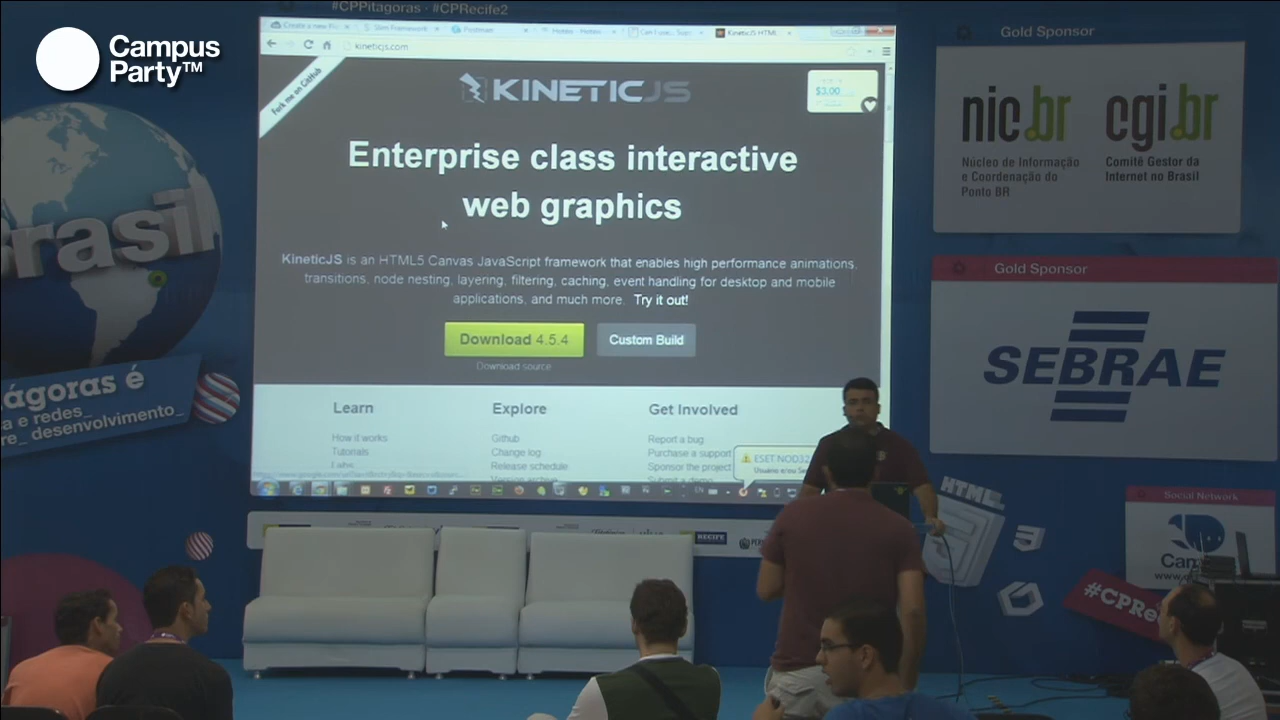 #CPPitagoras · #CPRecife2
Campus
Party™
kineticjs.com
Fork me on GitHub
KINETICJS
$3.00
Enterprise class interactive
web graphics
KineticJS is an HTML5 Canvas JavaScript framework that enables high performance animations,
transitions, node nesting, layering, filtering, caching, event handling for desktop and mobile
applications, and much more. Try it out!
Download 4.5.4
Custom Build
Download source
Learn
Explore
Get Involved
How it works
Github
Report a bug
Tutorials
Change log
Purchase a support
Labs
Release schedule
Sponsor the project
ESET NOD32
Gold Sponsor
nic.br
Núcleo de Informação
e Coordenação do
Ponto BR
cgi.br
Comitê Gestor da
Internet no Brasil
Gold Sponsor
SEBRAE
Social Network
HTML
#CPRe
rasil
ágoras é
a e redes_
re_ desenvolvimento_
RECIFE